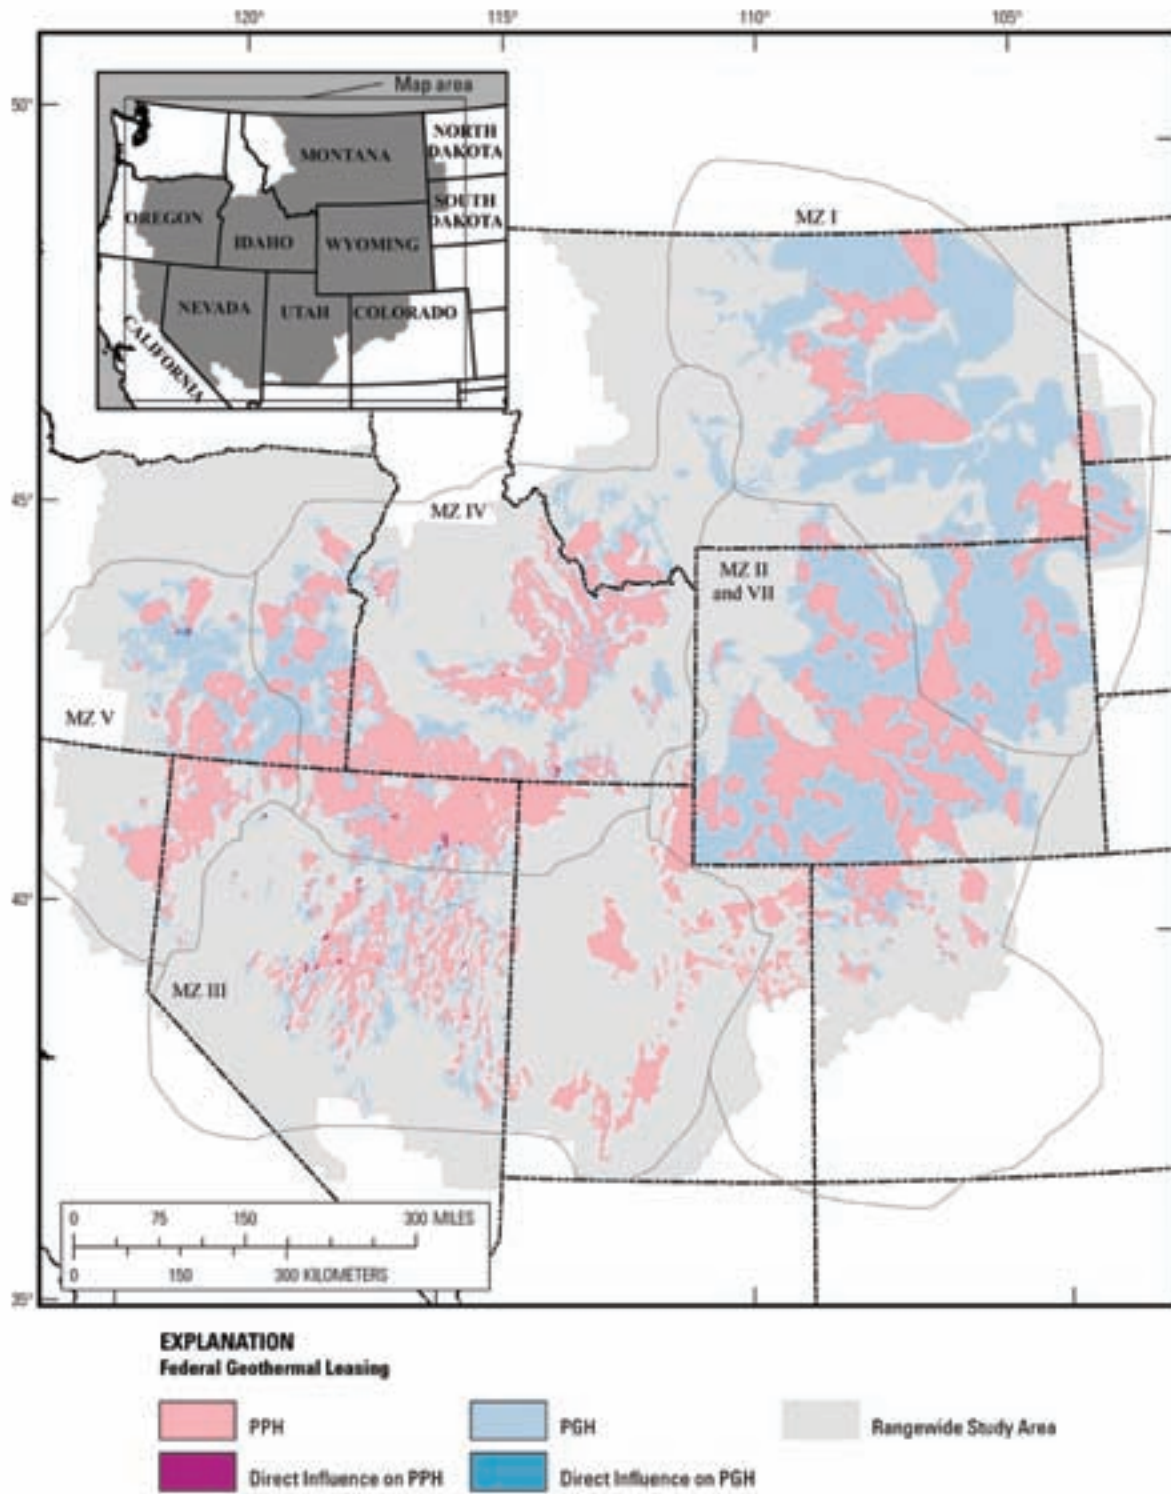 120° 115° 110° 105°
50°
45°
40°
35°
Map area
NORTH
DAKOTA
MONTANA
SOUTH
DAKOTA
OREGON
IDAHO
WYOMING
NEVADA
UTAH
COLORADO
CALIFORNIA
MZ I
MZ IV
MZ II
and VII
MZ V
MZ III
0 75 150 300 MILES
0 150 300 KILOMETERS
EXPLANATION
Federal Geothermal Leasing
PPH PGH Rangewide Study Area
Direct Influence on PPH Direct Influence on PGH